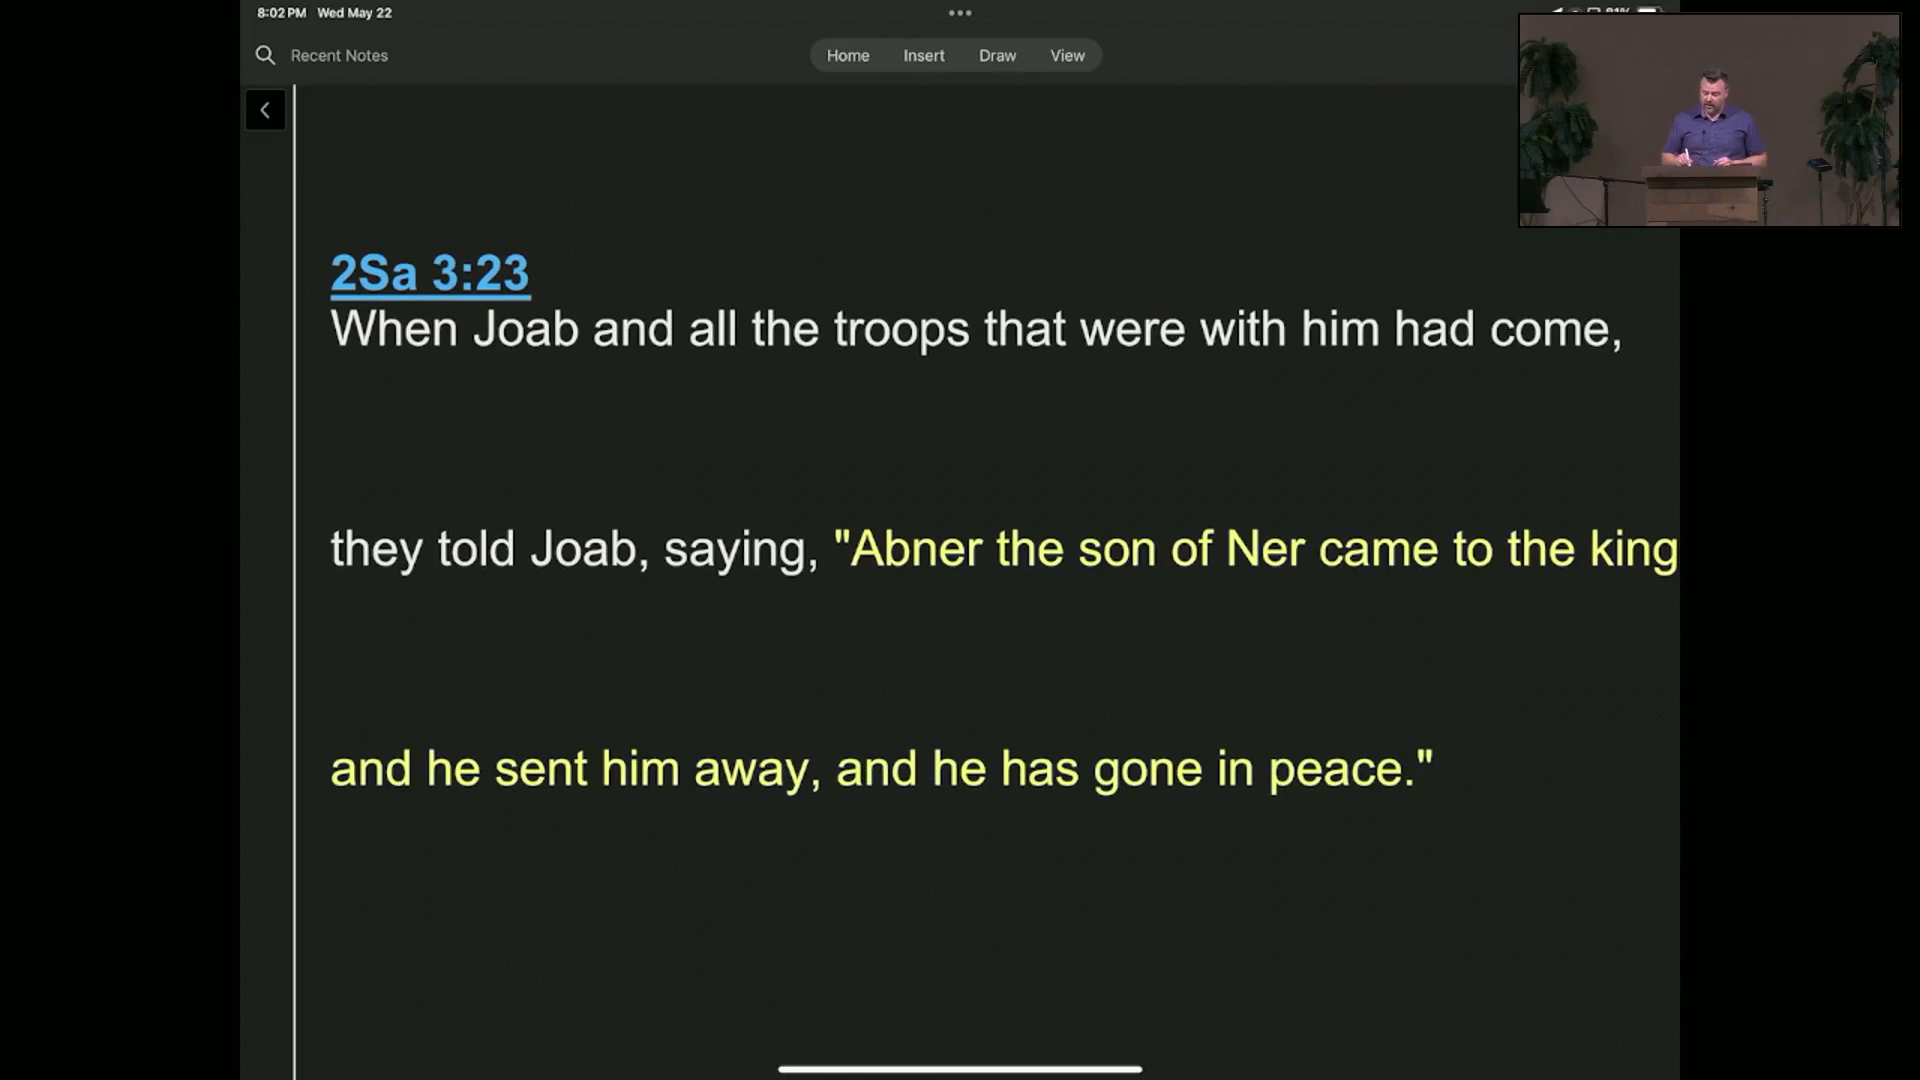 8:02 PM Wed May 22
Recent Notes
Home Insert Draw View
2Sa 3:23
When Joab and all the troops that were with him had come,
they told Joab, saying, "Abner the son of Ner came to the king
and he sent him away, and he has gone in peace."